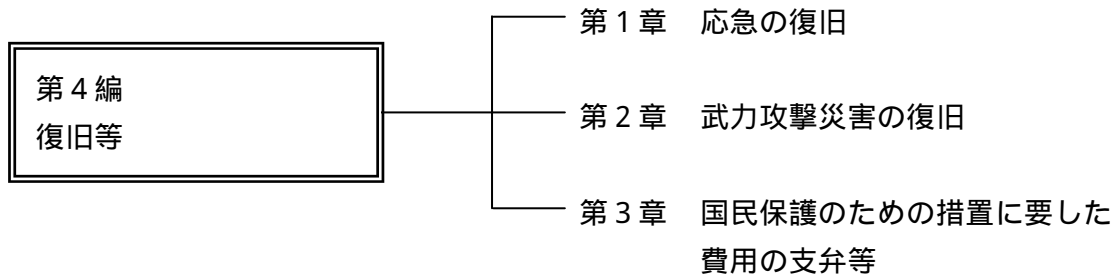 第４編
復旧等
第１章　応急の復旧
第２章　武力攻撃災害の復旧
第３章　国民保護のための措置に要した
費用の支弁等